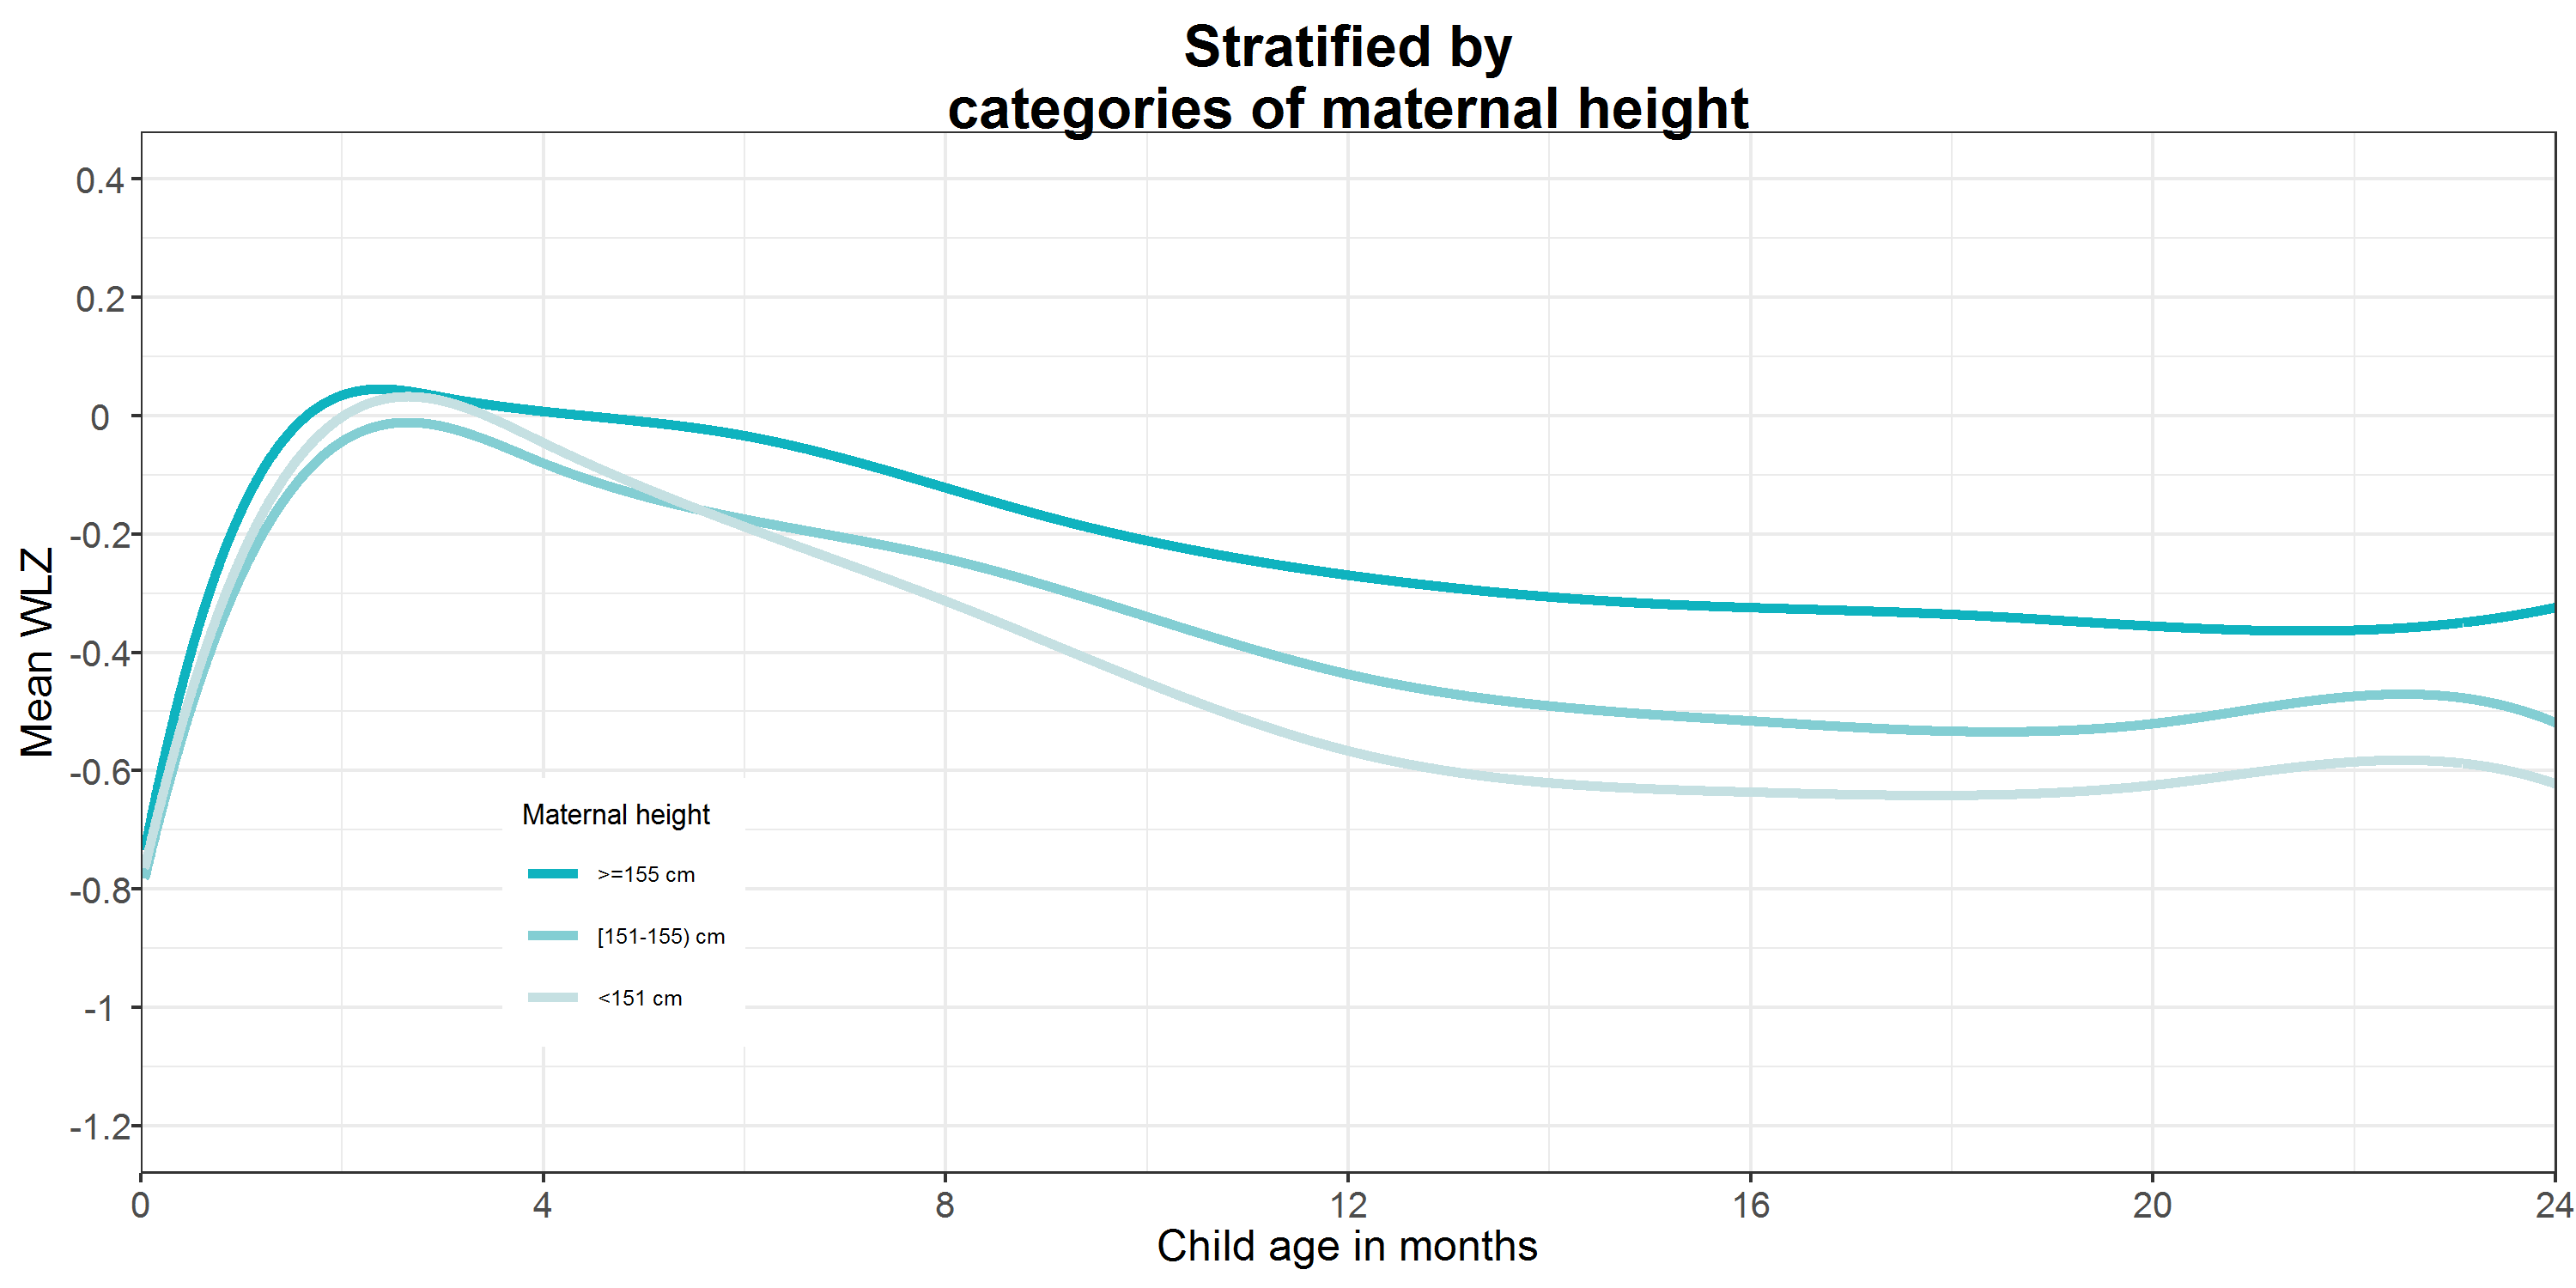 Stratified by
categories of maternal height
0.4
0.2
0
-0.2
-0.4
-0.6
-0.8
-1
-1.2
Mean WLZ
Maternal height
>=155 cm
[151-155) cm
<151 cm
0 4 8 12 16 20 24
Child age in months